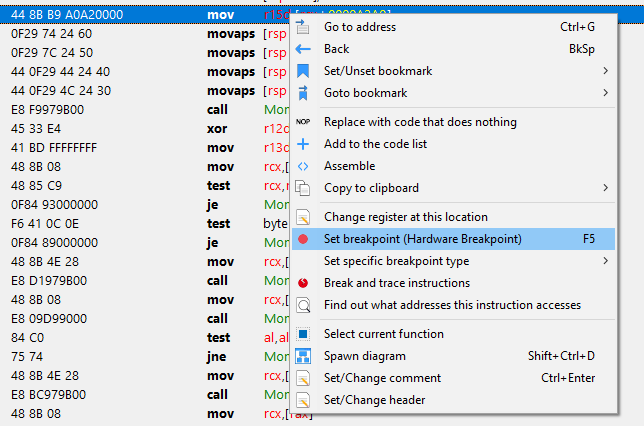 44 8B B9 A0A20000 mov r15d
0F29 74 24 60 movaps [rsp
0F29 7C 24 50 movaps [rsp
44 0F29 44 24 40 movaps [rsp
44 0F29 4C 24 30 movaps [rsp
E8 F9979B00 call Mon
45 33 E4 xor r12d
41 BD FFFFFFFF mov r13d
48 8B 08 mov rcx,[
48 85 C9 test rcx,r
0F84 93000000 je Mon
F6 41 0C 0E test byte
0F84 89000000 je Mon
48 8B 4E 28 mov rcx,[
E8 D1979B00 call Mon
48 8B 08 mov rcx,[
E8 09D99000 call Mon
84 C0 test al,al
75 74 jne Mon
48 8B 4E 28 mov rcx,[
E8 BC979B00 call Mon
48 8B 08 mov rcx,[rax]
Go to address Ctrl+G
Back BkSp
Set/Unset bookmark
Goto bookmark
NOP Replace with code that does nothing
Add to the code list
Assemble
Copy to clipboard
Change register at this location
Set breakpoint (Hardware Breakpoint) F5
Set specific breakpoint type
Break and trace instructions
Find out what addresses this instruction accesses
Select current function
Spawn diagram Shift+Ctrl+D
Set/Change comment Ctrl+Enter
Set/Change header